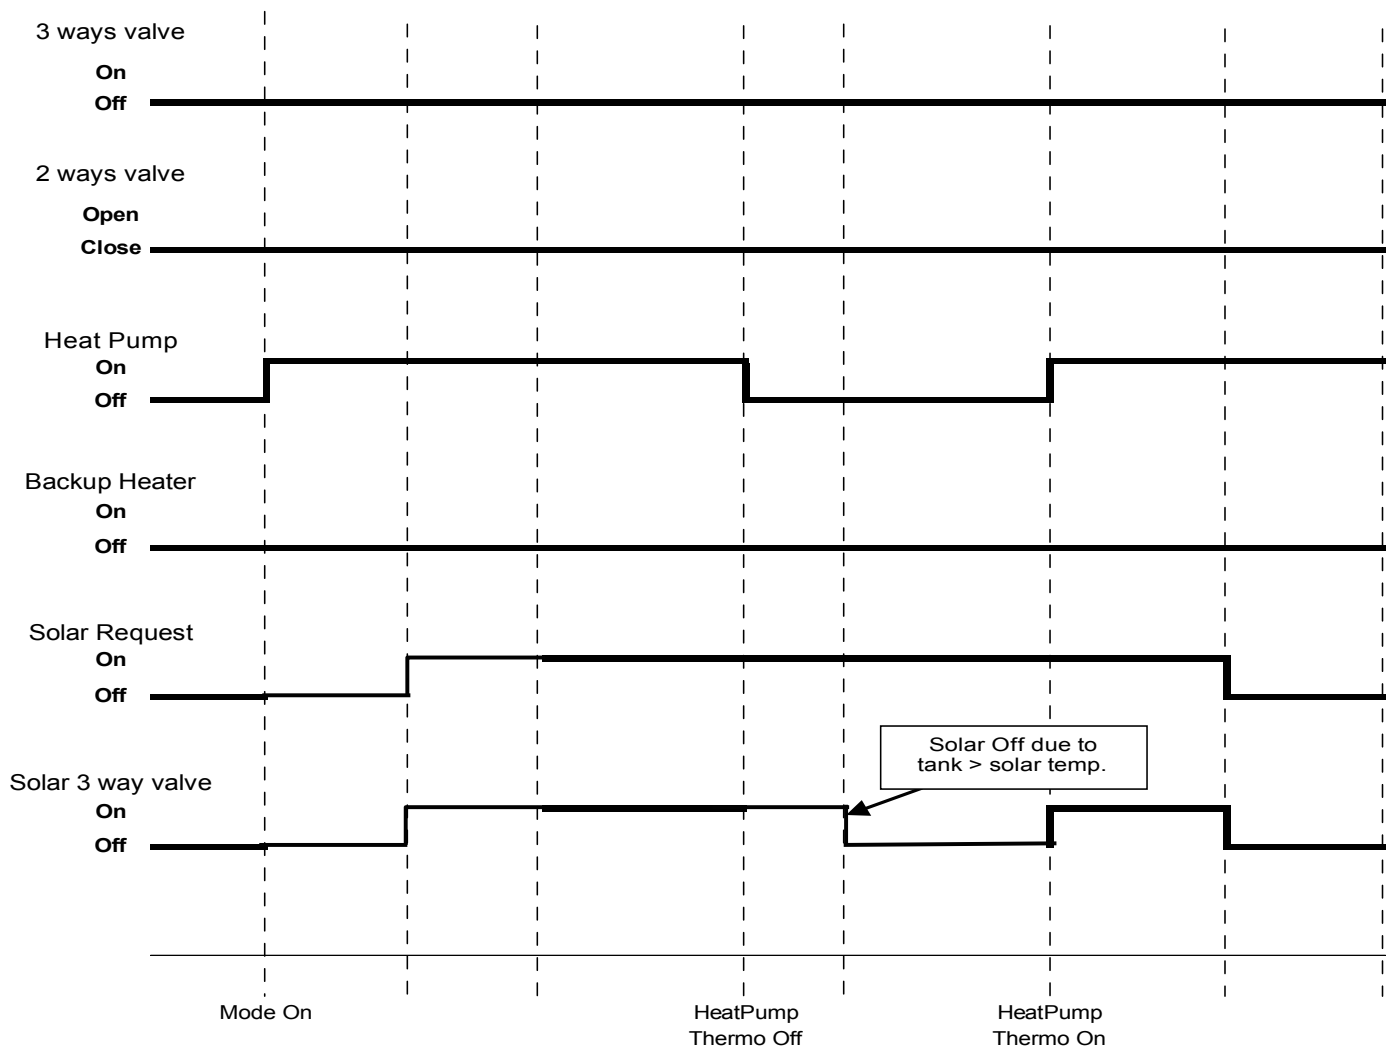 3 ways valve
On
Off
2 ways valve
Open
Close
Heat Pump
On
Off
Backup Heater
On
Off
Solar Request
On
Off
Solar Off due to
tank > solar temp.
Solar 3 way valve
On
Off
Mode On
HeatPump
Thermo Off
HeatPump
Thermo On